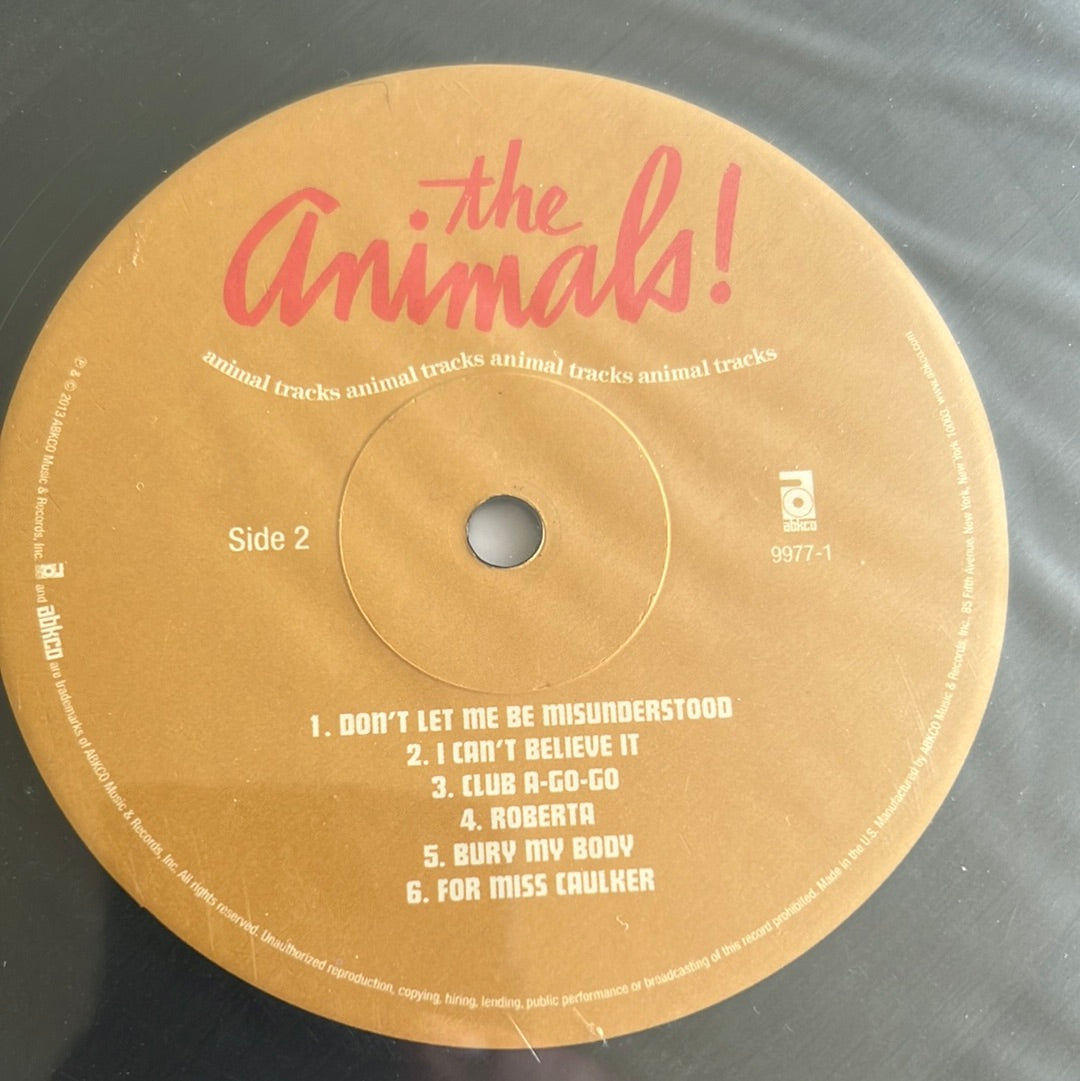 the
animals!
animal tracks animal tracks animal tracks animal tracks
Side 2
abkco
9977-1
1. DON'T LET ME BE MISUNDERSTOOD
2. I CAN'T BELIEVE IT
3. CLUB A-GO-GO
4. ROBERTA
5. BURY MY BODY
6. FOR MISS CAULKER
℗ & © 2013 ABKCO Music & Records, Inc. and abkco are trademarks of ABKCO Music & Records, Inc. All rights reserved. Unauthorized reproduction, copying, hiring, lending, public performance or broadcasting of this record prohibited. Made in the U.S. Manufactured by ABKCO Music & Records, Inc., 85 Fifth Avenue, New York, New York 10003 www.abkco.com